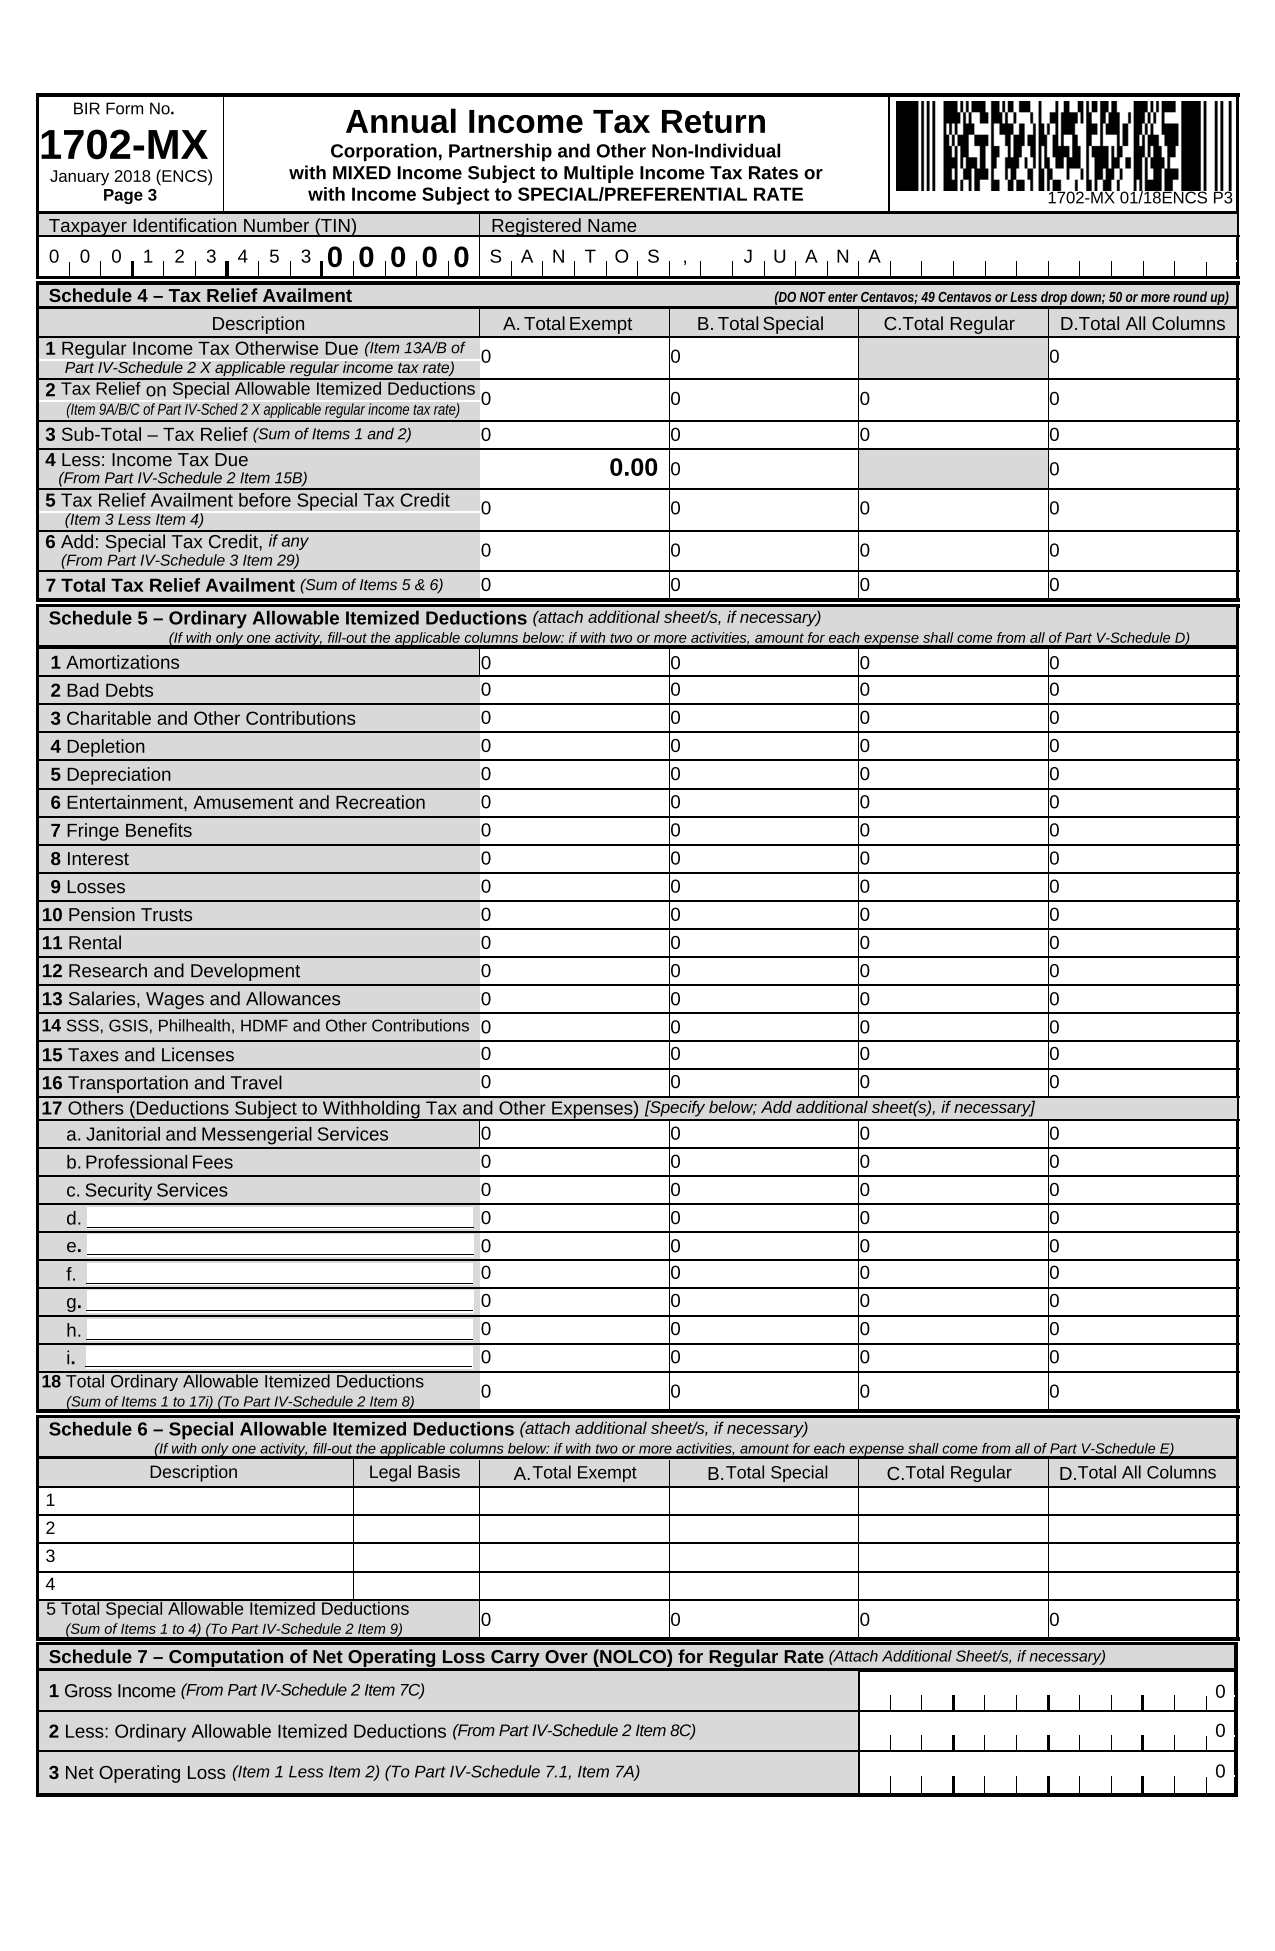 BIR Form No.
1702-MX
January 2018 (ENCS)
Page 3
Annual Income Tax Return
Corporation, Partnership and Other Non-Individual
with MIXED Income Subject to Multiple Income Tax Rates or
with Income Subject to SPECIAL/PREFERENTIAL RATE
1702-MX 01/18ENCS P3
Taxpayer Identification Number (TIN) Registered Name
0 0 0 1 2 3 4 5 3 0 0 0 0 0 S A N T O S , J U A N A
Schedule 4 – Tax Relief Availment (DO NOT enter Centavos; 49 Centavos or Less drop down; 50 or more round up)
Description A. Total Exempt B. Total Special C.Total Regular D.Total All Columns
1 Regular Income Tax Otherwise Due (Item 13A/B of
Part IV-Schedule 2 X applicable regular income tax rate) 0 0 0
2 Tax Relief on Special Allowable Itemized Deductions
(Item 9A/B/C of Part IV-Sched 2 X applicable regular income tax rate) 0 0 0 0
3 Sub-Total – Tax Relief (Sum of Items 1 and 2) 0 0 0 0
4 Less: Income Tax Due
(From Part IV-Schedule 2 Item 15B) 0.00 0 0
5 Tax Relief Availment before Special Tax Credit
(Item 3 Less Item 4) 0 0 0 0
6 Add: Special Tax Credit, if any
(From Part IV-Schedule 3 Item 29) 0 0 0 0
7 Total Tax Relief Availment (Sum of Items 5 & 6) 0 0 0 0
Schedule 5 – Ordinary Allowable Itemized Deductions (attach additional sheet/s, if necessary)
(If with only one activity, fill-out the applicable columns below: if with two or more activities, amount for each expense shall come from all of Part V-Schedule D)
1 Amortizations 0 0 0 0
2 Bad Debts 0 0 0 0
3 Charitable and Other Contributions 0 0 0 0
4 Depletion 0 0 0 0
5 Depreciation 0 0 0 0
6 Entertainment, Amusement and Recreation 0 0 0 0
7 Fringe Benefits 0 0 0 0
8 Interest 0 0 0 0
9 Losses 0 0 0 0
10 Pension Trusts 0 0 0 0
11 Rental 0 0 0 0
12 Research and Development 0 0 0 0
13 Salaries, Wages and Allowances 0 0 0 0
14 SSS, GSIS, Philhealth, HDMF and Other Contributions 0 0 0 0
15 Taxes and Licenses 0 0 0 0
16 Transportation and Travel 0 0 0 0
17 Others (Deductions Subject to Withholding Tax and Other Expenses) [Specify below; Add additional sheet(s), if necessary]
a. Janitorial and Messengerial Services 0 0 0 0
b. Professional Fees 0 0 0 0
c. Security Services 0 0 0 0
d. 0 0 0 0
e. 0 0 0 0
f. 0 0 0 0
g. 0 0 0 0
h. 0 0 0 0
i. 0 0 0 0
18 Total Ordinary Allowable Itemized Deductions
(Sum of Items 1 to 17i) (To Part IV-Schedule 2 Item 8) 0 0 0 0
Schedule 6 – Special Allowable Itemized Deductions (attach additional sheet/s, if necessary)
(If with only one activity, fill-out the applicable columns below: if with two or more activities, amount for each expense shall come from all of Part V-Schedule E)
Description Legal Basis A.Total Exempt B.Total Special C.Total Regular D.Total All Columns
1
2
3
4
5 Total Special Allowable Itemized Deductions
(Sum of Items 1 to 4) (To Part IV-Schedule 2 Item 9) 0 0 0 0
Schedule 7 – Computation of Net Operating Loss Carry Over (NOLCO) for Regular Rate (Attach Additional Sheet/s, if necessary)
1 Gross Income (From Part IV-Schedule 2 Item 7C) 0
2 Less: Ordinary Allowable Itemized Deductions (From Part IV-Schedule 2 Item 8C) 0
3 Net Operating Loss (Item 1 Less Item 2) (To Part IV-Schedule 7.1, Item 7A) 0